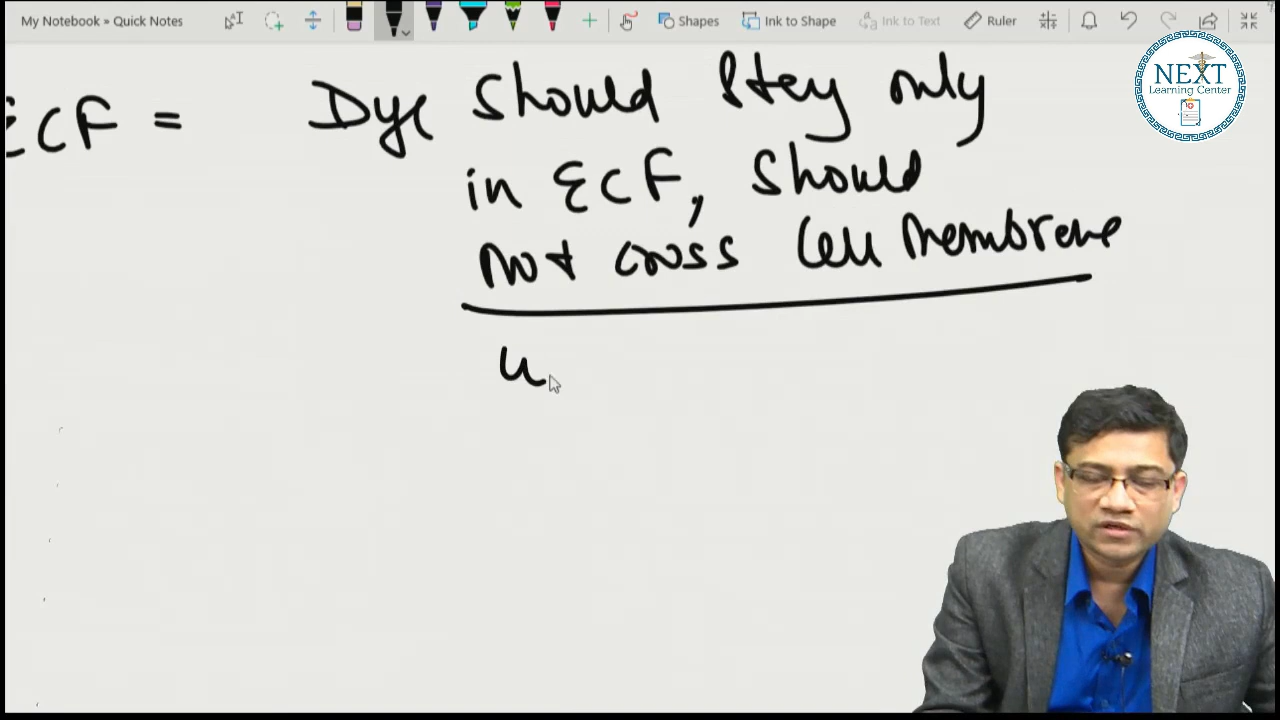 My Notebook » Quick Notes
Shapes
Ink to Shape
Ink to Text
Ruler
NEXT
Learning Center
ECF = Dye should stay only
in ECF, should
not cross cell membrane